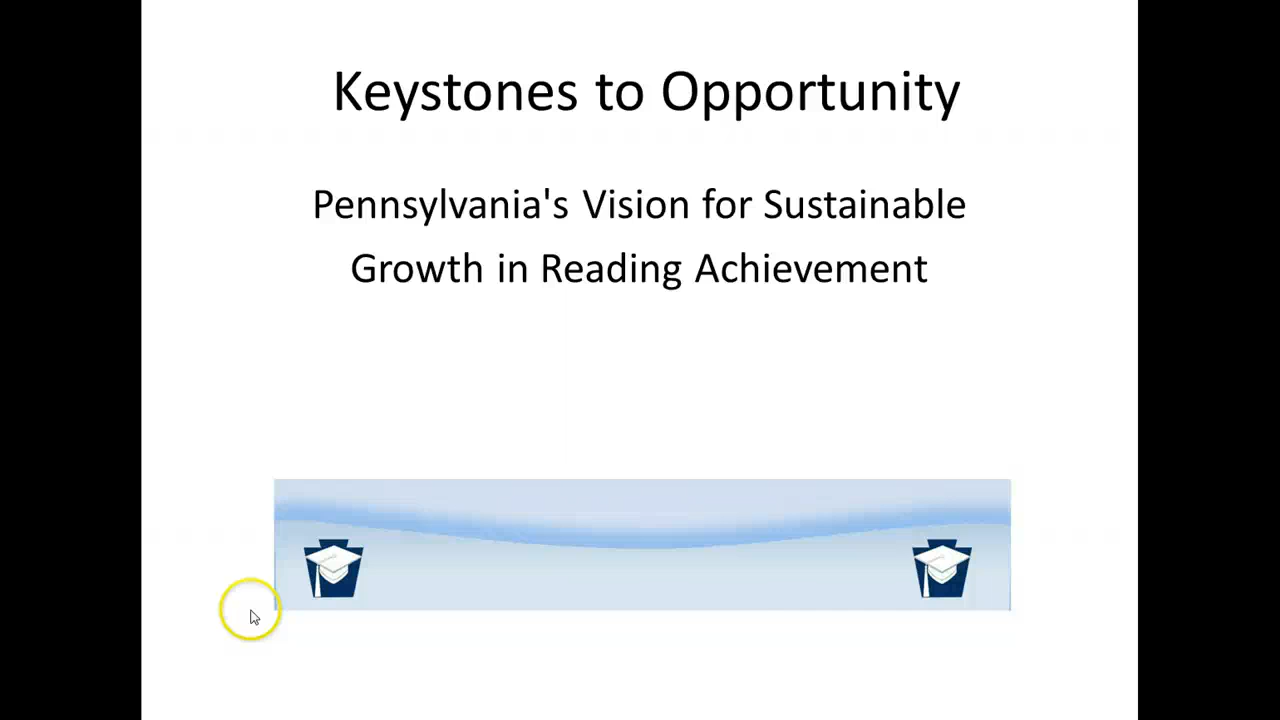 Keystones to Opportunity
Pennsylvania's Vision for Sustainable
Growth in Reading Achievement